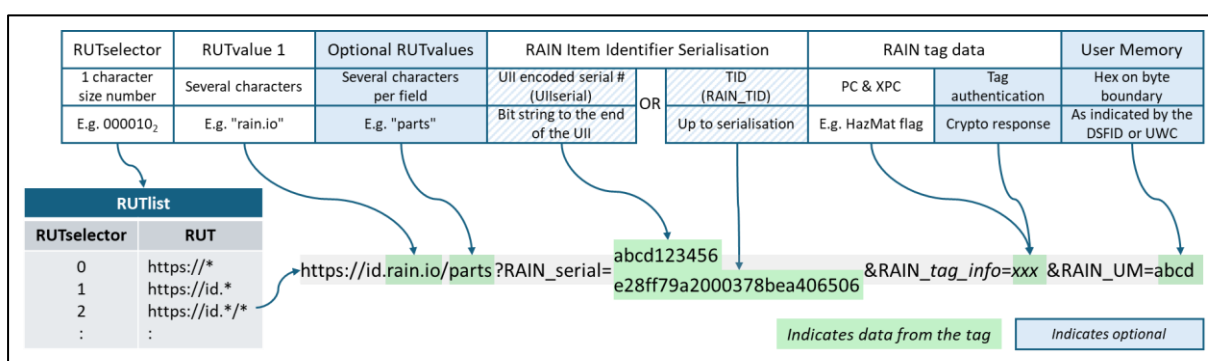 RUTselector RUTvalue 1 Optional RUTvalues RAIN Item Identifier Serialisation RAIN tag data User Memory
1 character
size number
Several characters
Several characters
per field
UII encoded serial #
(UIIserial)
OR
TID
(RAIN_TID)
PC & XPC
Tag
authentication
Hex on byte
boundary
E.g. 000010₂
E.g. "rain.io"
E.g. "parts"
Bit string to the end
of the UII
Up to serialisation
E.g. HazMat flag
Crypto response
As indicated by the
DSFID or UWC
RUTlist
RUTselector RUT
0 https://*
1 https://id.*
2 https://id.*/*
: :
https://id.rain.io/parts?RAIN_serial=
abcd123456
e28ff79a2000378bea406506
&RAIN_tag_info=xxx &RAIN_UM=abcd
Indicates data from the tag
Indicates optional